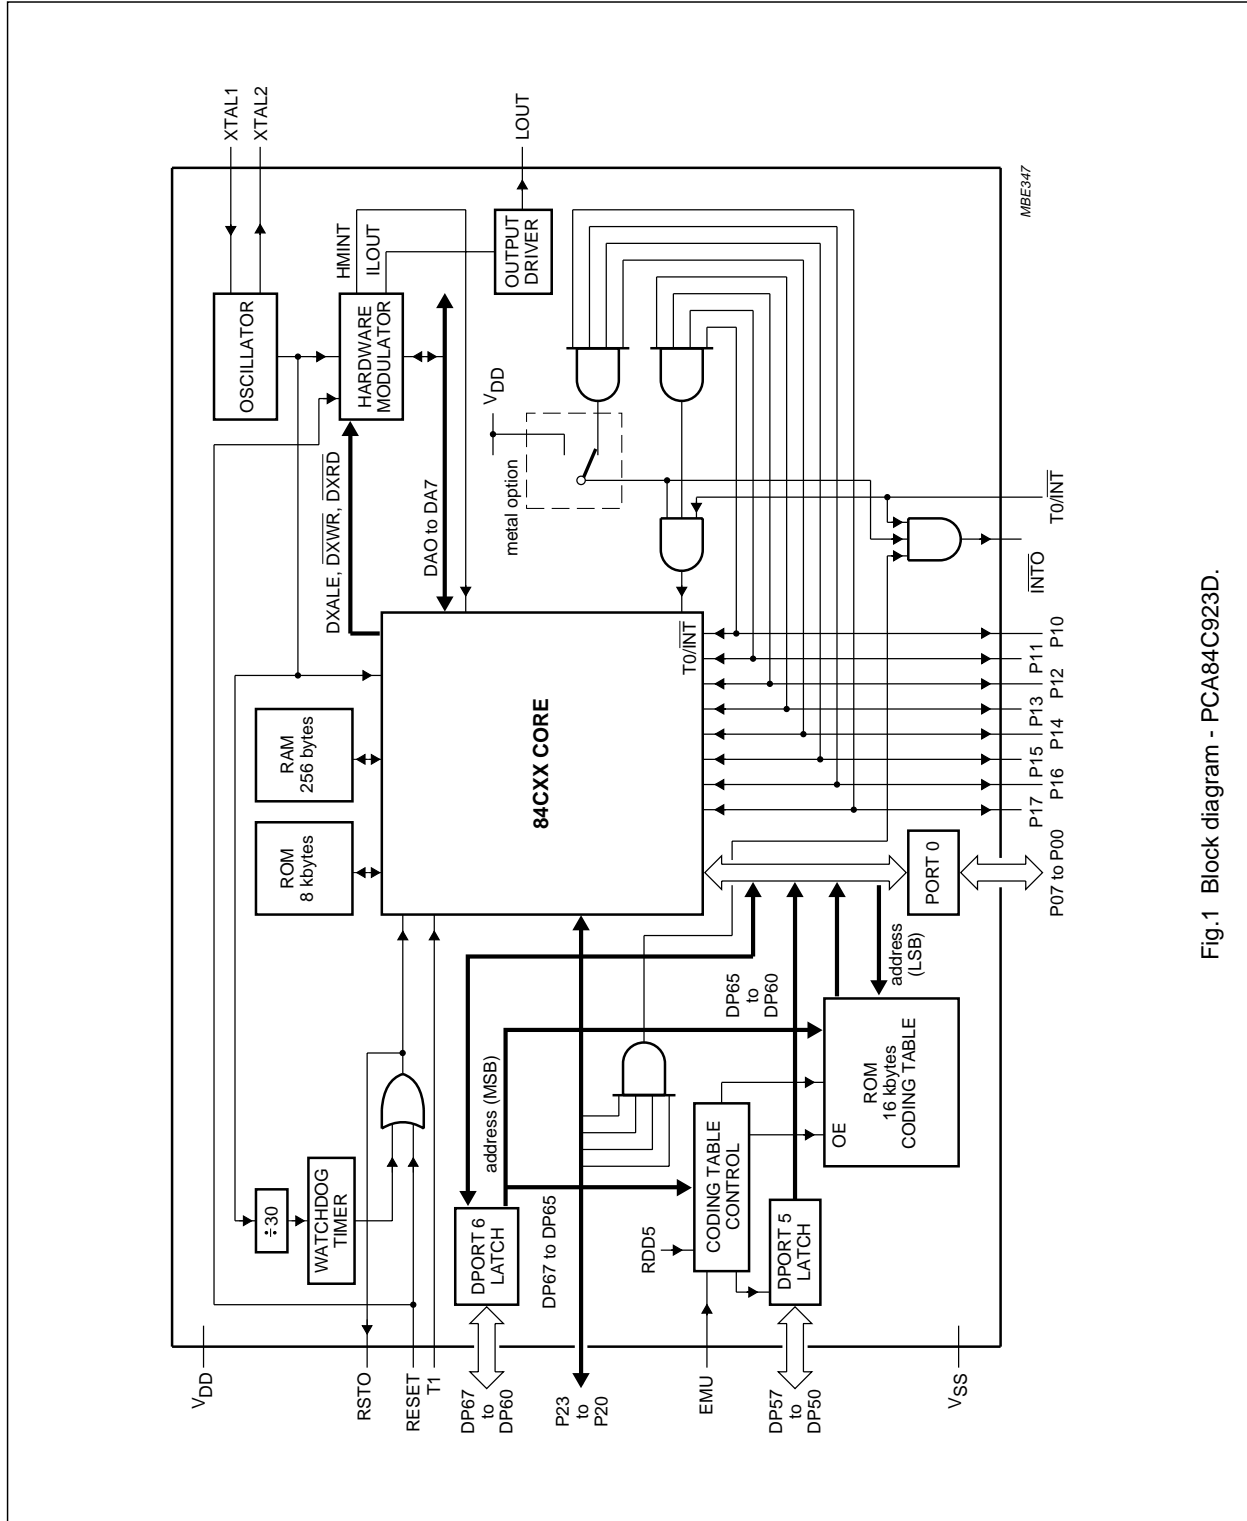 XTAL1
XTAL2
LOUT
MBE347
OSCILLATOR
HARDWARE
MODULATOR
HMINT
ILOUT
OUTPUT
DRIVER
VDD
metal option
DXALE, DXWR, DXRD
DAO to DA7
T0/INT
INTO
T0/INT
RAM
256 bytes
ROM
8 kbytes
84CXX CORE
P10
P11
P12
P13
P14
P15
P16
P17
P07 to P00
PORT 0
÷30
WATCHDOG
TIMER
address (MSB)
DPORT 6
LATCH
DP67 to DP65
DP65
to
DP60
address
(LSB)
RDD5
CODING TABLE
CONTROL
OE
ROM
16 kbytes
CODING TABLE
DPORT 5
LATCH
VDD
RSTO
RESET
T1
DP67
to
DP60
P23
to
P20
EMU
DP57
to
DP50
VSS
Fig.1 Block diagram - PCA84C923D.